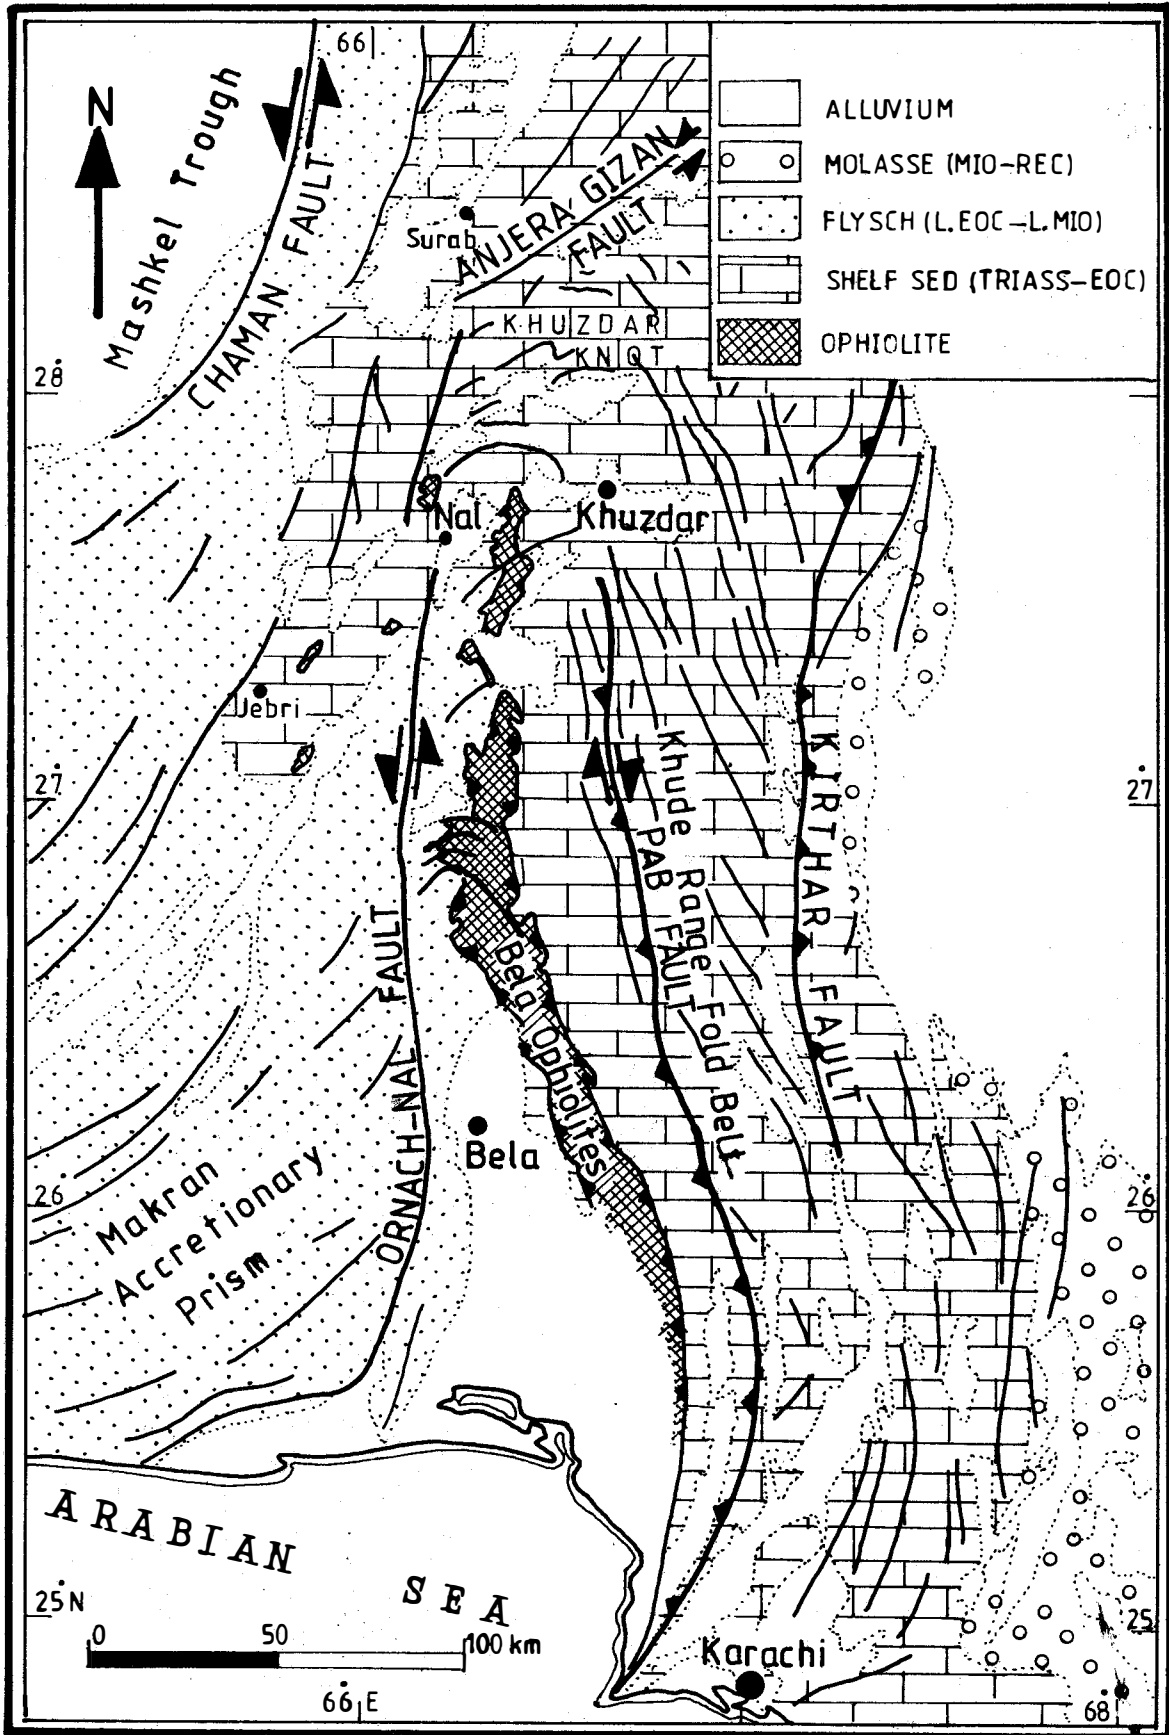 66
N
Mashkel Trough
CHAMAN FAULT
Surab
ANJERA GIZAN
FAULT
KHUZDAR
KNOT
ALLUVIUM
MOLASSE (MIO-REC)
FLYSCH (L.EOC-L.MIO)
SHELF SED (TRIASS-EOC)
OPHIOLITE
28
Nal
Khuzdar
Jebri
27
27
KIRTHAR FAULT
Khude Range Fold Belt
PAB FAULT
ORNACH-NAL FAULT
Bela Ophiolites
Bela
26
26
Makran
Accretionary
Prism
ARABIAN
SEA
25 N
25
0 50 100 km
Karachi
66 E
68